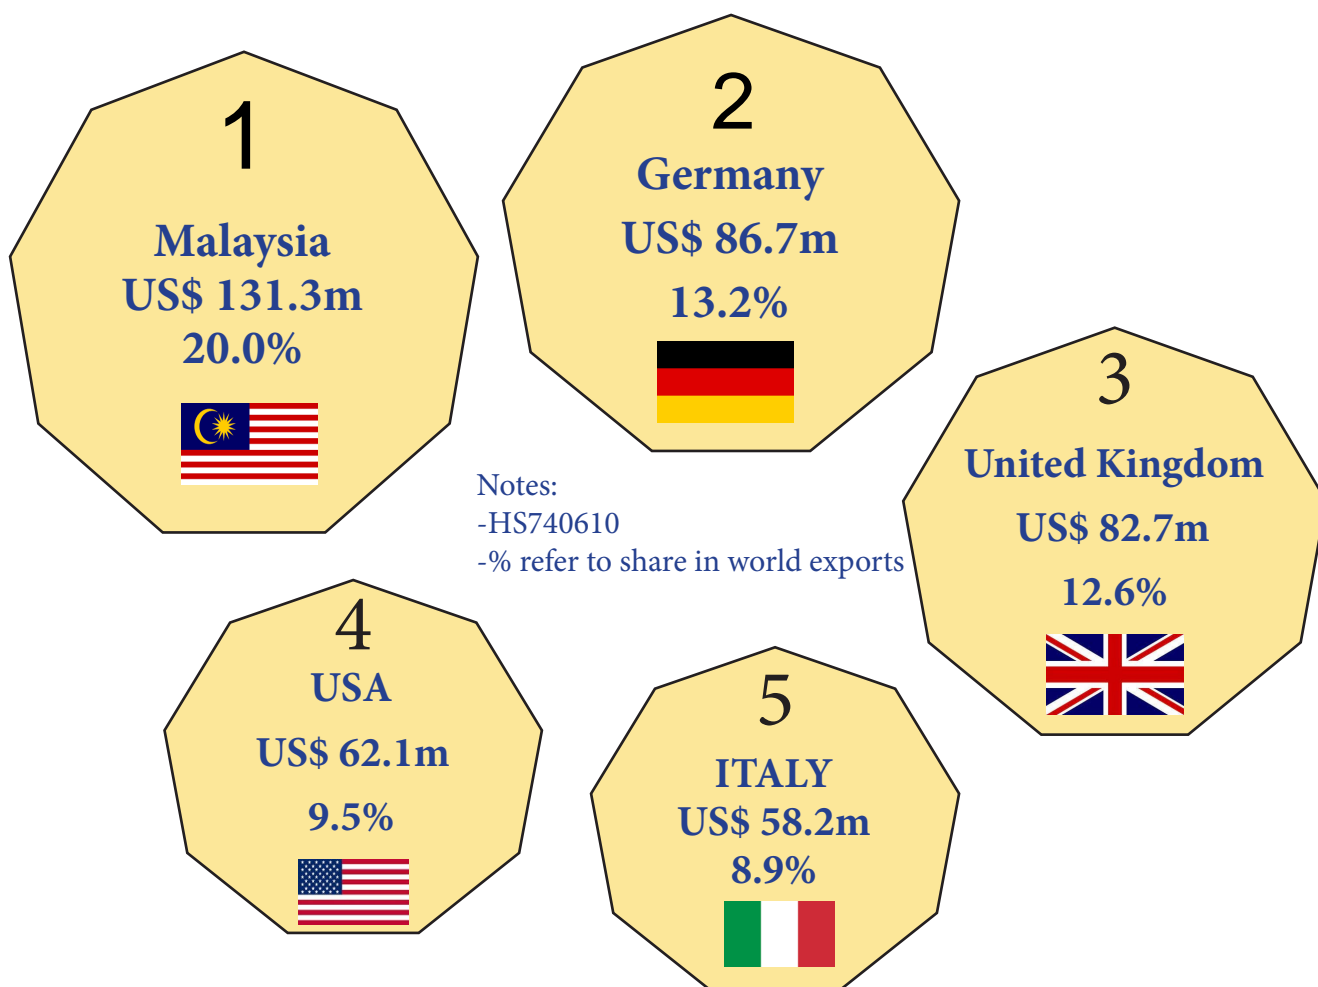 1
Malaysia
US$ 131.3m
20.0%
2
Germany
US$ 86.7m
13.2%
3
United Kingdom
US$ 82.7m
12.6%
Notes:
-HS740610
-% refer to share in world exports
4
USA
US$ 62.1m
9.5%
5
ITALY
US$ 58.2m
8.9%